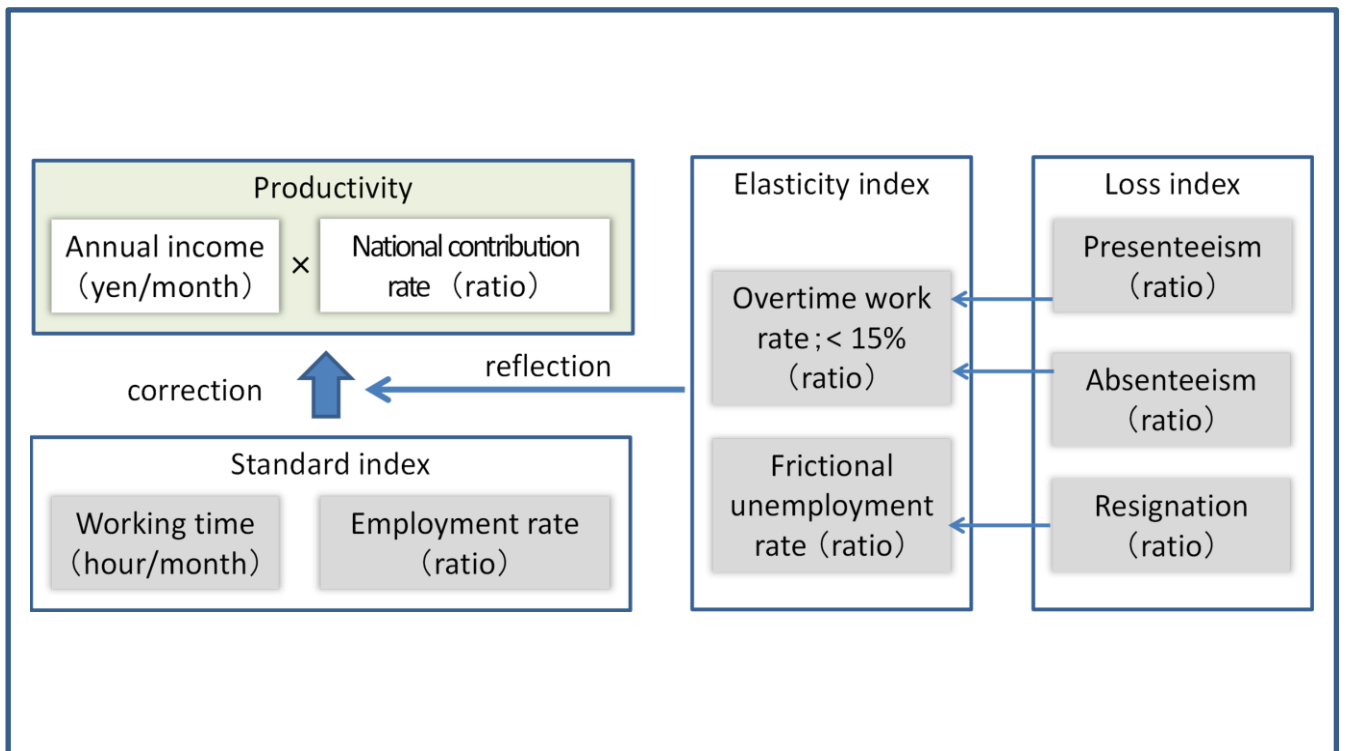 Productivity
Annual income
（yen/month）
×
National contribution
rate （ratio）
correction
reflection
Standard index
Working time
（hour/month）
Employment rate
（ratio）
Elasticity index
Overtime work
rate ; < 15%
（ratio）
Frictional
unemployment
rate （ratio）
Loss index
Presenteeism
（ratio）
Absenteeism
（ratio）
Resignation
（ratio）